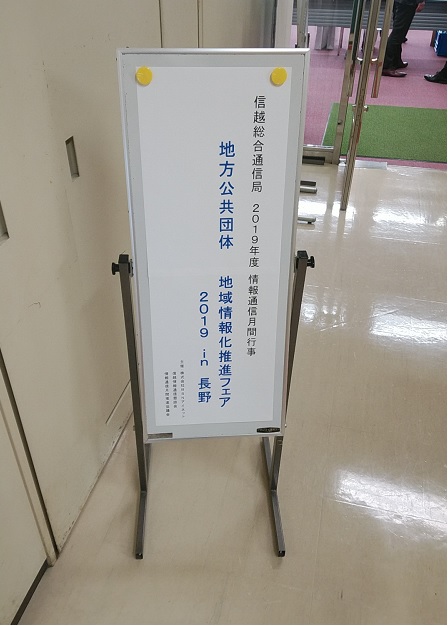 信越総合通信局 2019年度 情報通信月間行事
地方公共団体 地域情報化推進フェア
2019 in 長野